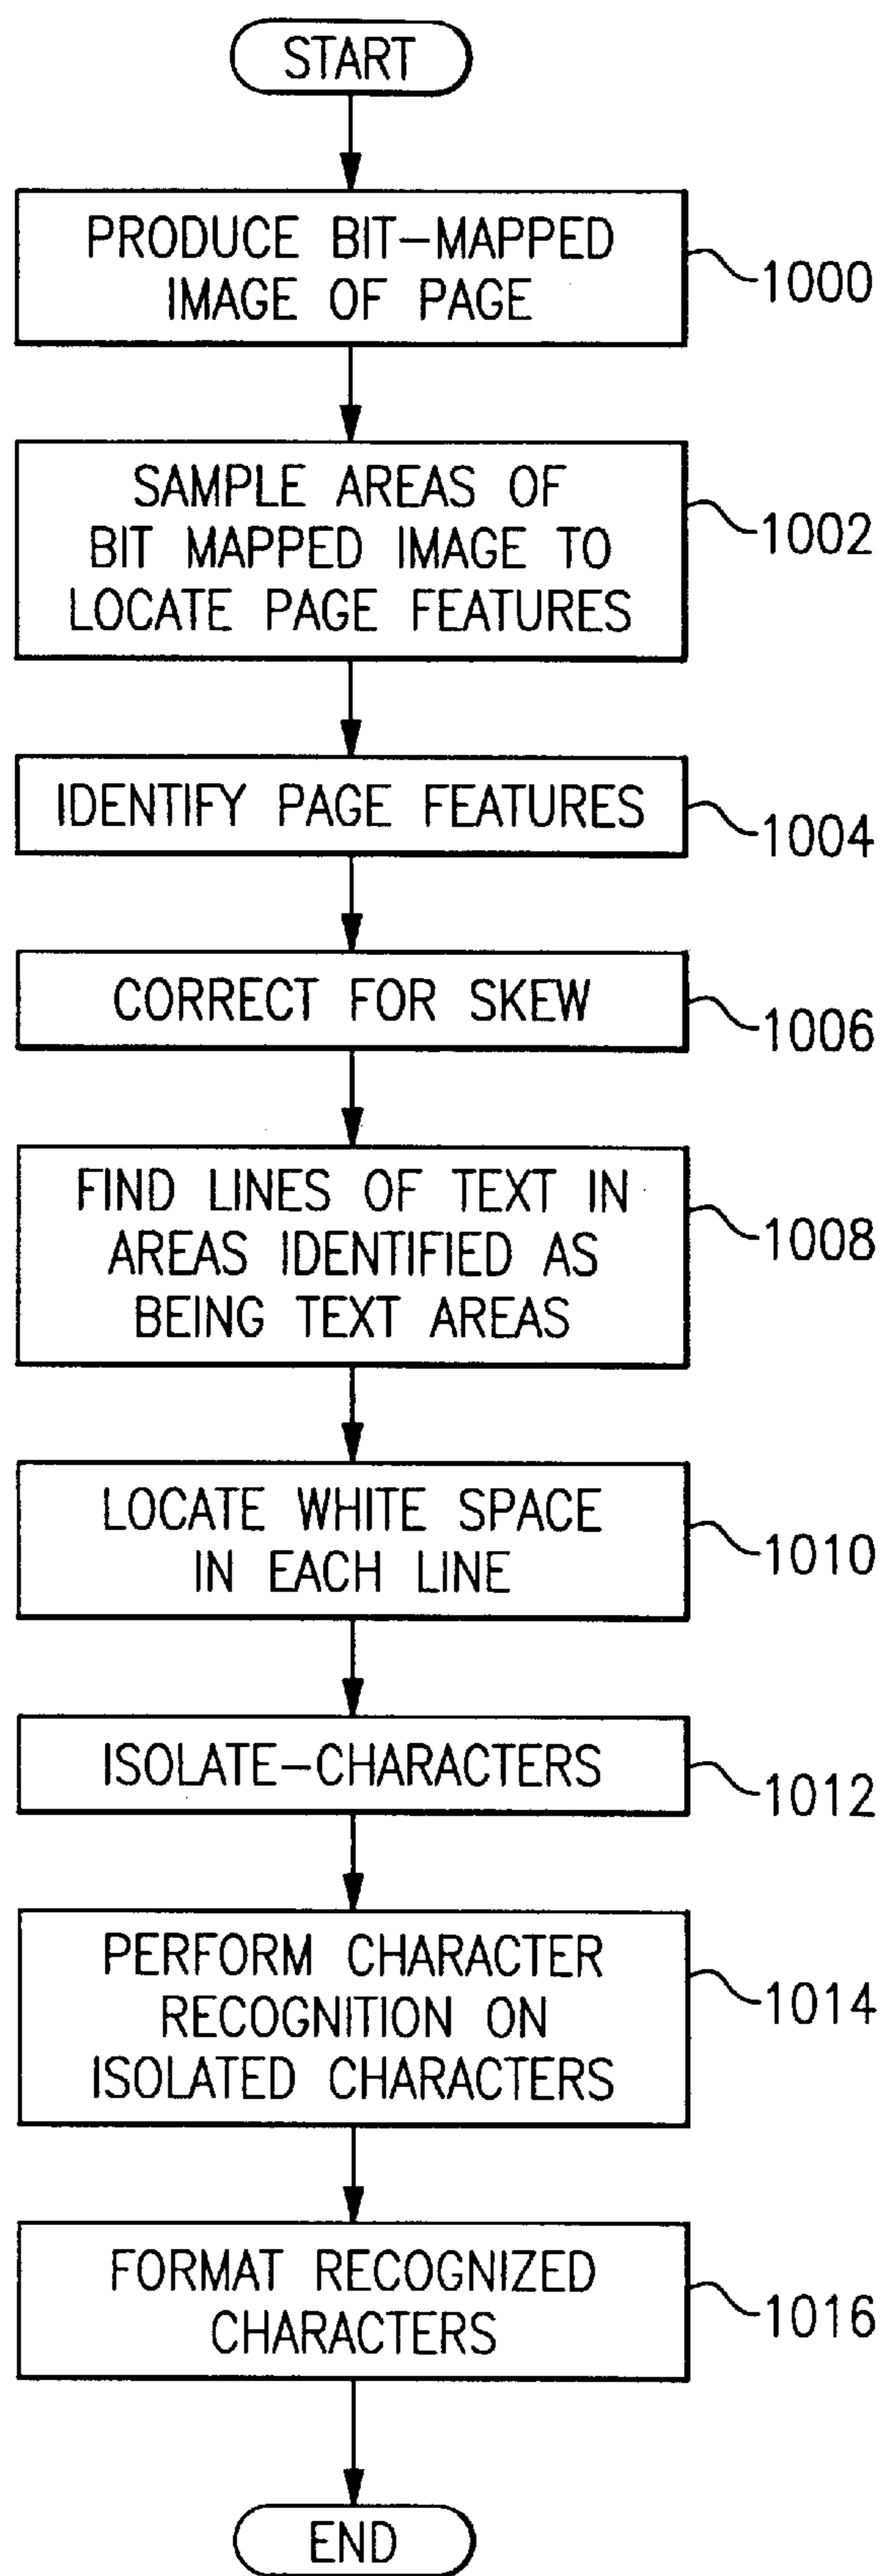 START
PRODUCE BIT-MAPPED
IMAGE OF PAGE
1000
SAMPLE AREAS OF
BIT MAPPED IMAGE TO
LOCATE PAGE FEATURES
1002
IDENTIFY PAGE FEATURES
1004
CORRECT FOR SKEW
1006
FIND LINES OF TEXT IN
AREAS IDENTIFIED AS
BEING TEXT AREAS
1008
LOCATE WHITE SPACE
IN EACH LINE
1010
ISOLATE-CHARACTERS
1012
PERFORM CHARACTER
RECOGNITION ON
ISOLATED CHARACTERS
1014
FORMAT RECOGNIZED
CHARACTERS
1016
END